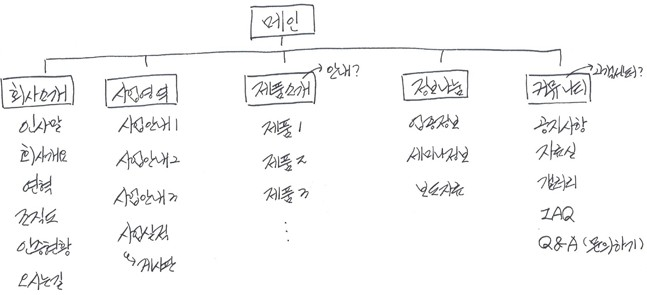 메인
회사소개
인사말
회사개요
연혁
조직도
인증현황
오시는길
사업영역
사업안내1
사업안내2
사업안내3
사업실적
↳게시판
제품소개
→안내?
제품 1
제품 2
제품 3
⋮
정보나눔
업종정보
세미나정보
보도자료
커뮤니티
→고객센터?
공지사항
자료실
갤러리
FAQ
Q&A (문의하기)